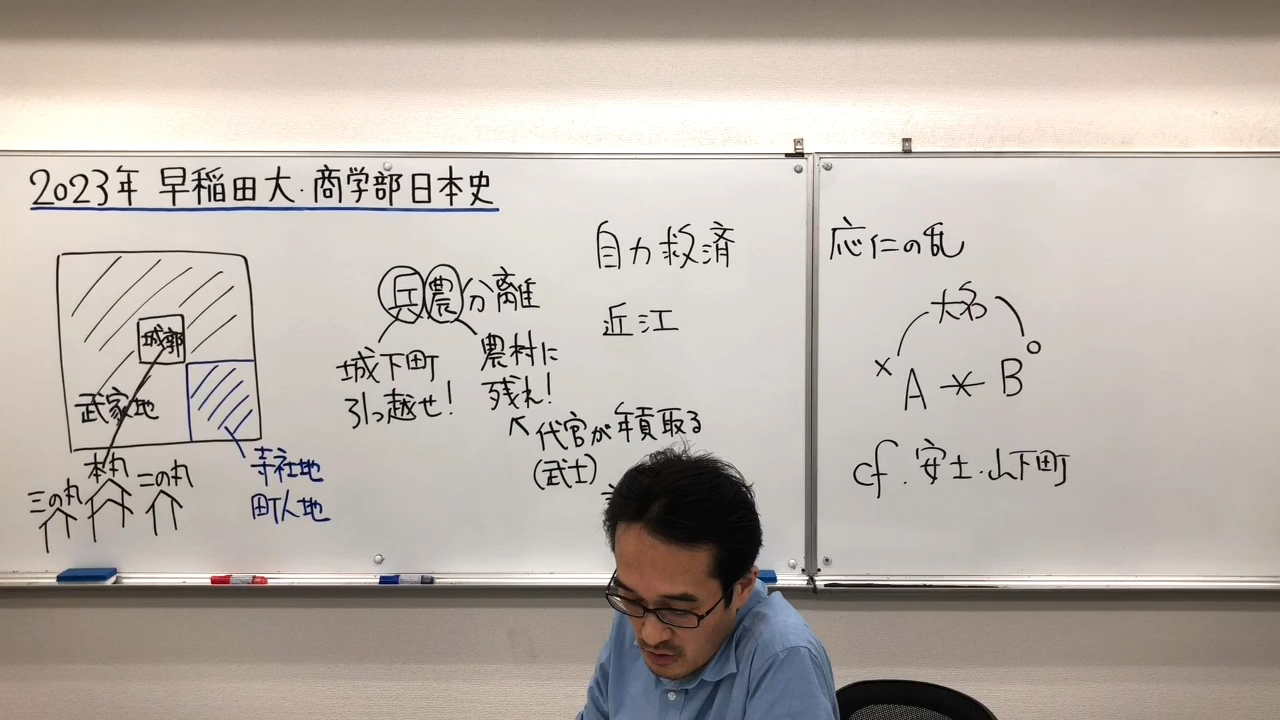 2023年 早稲田大・商学部日本史
城郭
武家地
本丸
二の丸
三の丸
寺社地
町人地
兵農分離
城下町
引っ越せ!
農村に
残れ!
代官が年貢取る
(武士)
自力救済
近江
応仁の乱
大名
× A B ○
cf. 安土・山下町